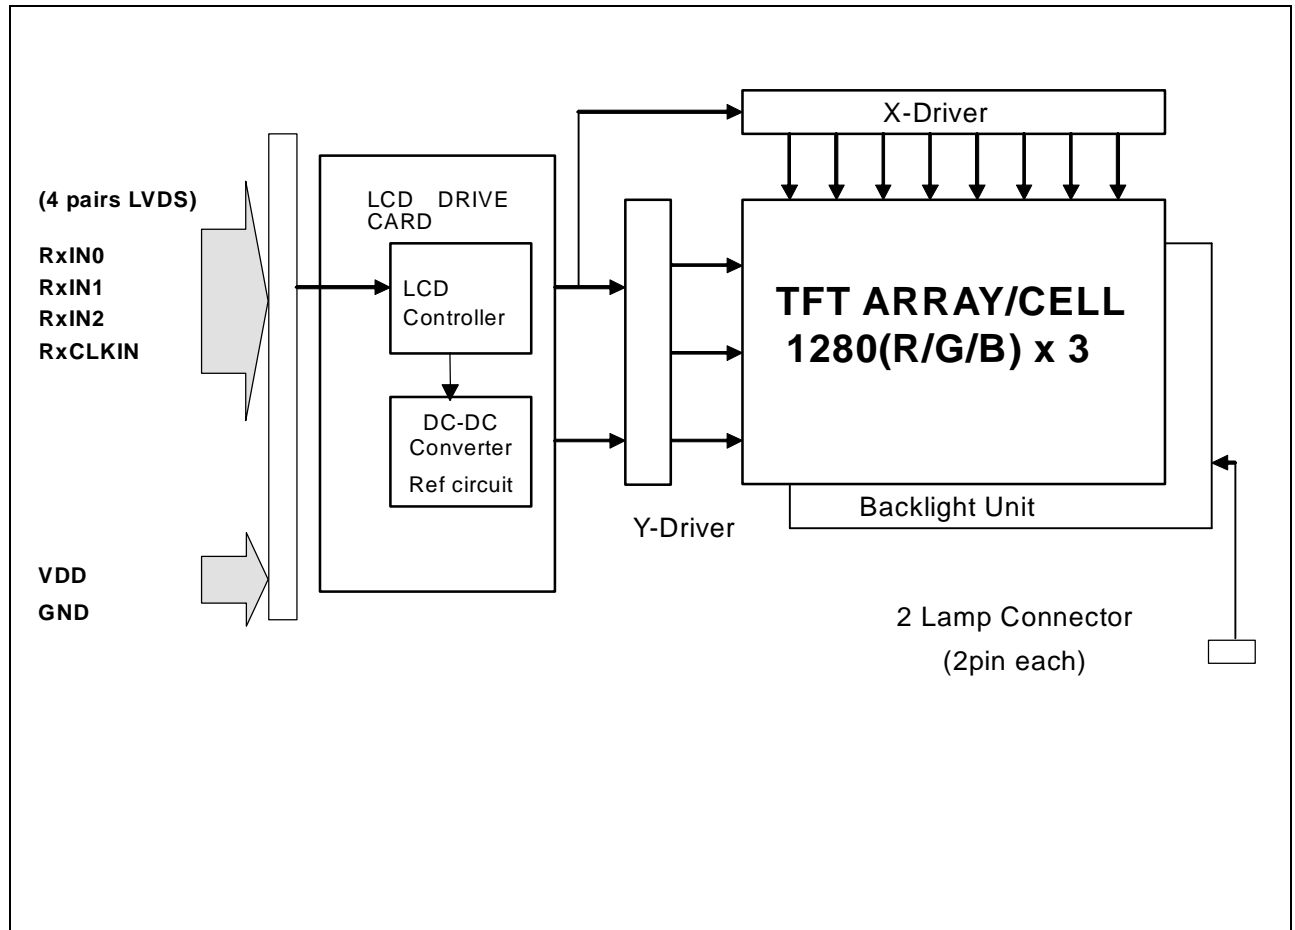 X-Driver
(4 pairs LVDS)
RxIN0
RxIN1
RxIN2
RxCLKIN
LCD DRIVE
CARD
LCD
Controller
DC-DC
Converter
Ref circuit
TFT ARRAY/CELL
1280(R/G/B) x 3
Backlight Unit
Y-Driver
VDD
GND
2 Lamp Connector
(2pin each)